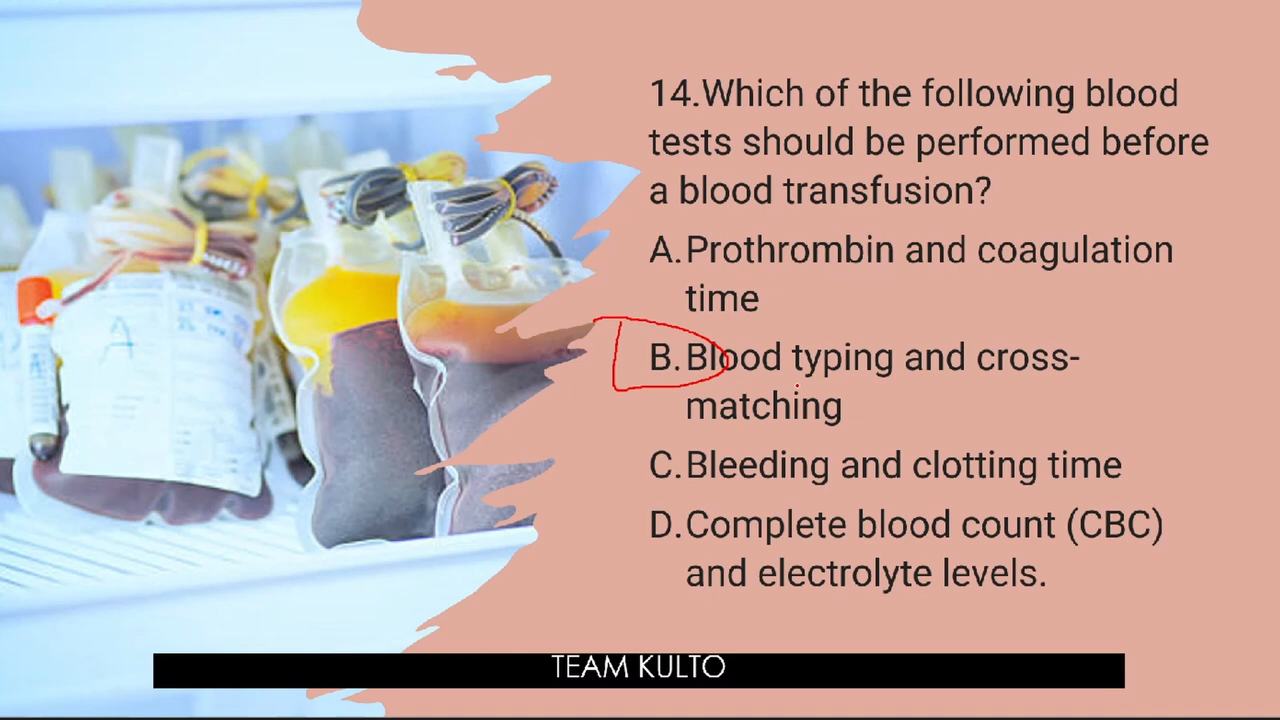 14.Which of the following blood
tests should be performed before
a blood transfusion?
A.Prothrombin and coagulation
time
B.Blood typing and cross-
matching
C.Bleeding and clotting time
D.Complete blood count (CBC)
and electrolyte levels.
A
TEAM KULTO